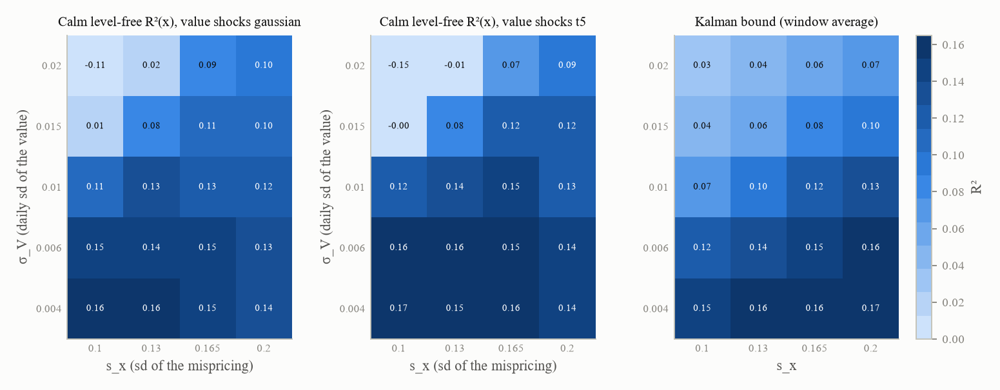 Calm level-free R²(x), value shocks gaussian
σ_V (daily sd of the value)
0.02 -0.11 0.02 0.09 0.10
0.015 0.01 0.08 0.11 0.10
0.01 0.11 0.13 0.13 0.12
0.006 0.15 0.14 0.15 0.13
0.004 0.16 0.16 0.15 0.14
0.1 0.13 0.165 0.2
s_x (sd of the mispricing)
Calm level-free R²(x), value shocks t5
σ_V (daily sd of the value)
0.02 -0.15 -0.01 0.07 0.09
0.015 -0.00 0.08 0.12 0.12
0.01 0.12 0.14 0.15 0.13
0.006 0.16 0.16 0.15 0.14
0.004 0.17 0.15 0.16 0.14
0.1 0.13 0.165 0.2
s_x (sd of the mispricing)
Kalman bound (window average)
0.02 0.03 0.04 0.06 0.07
0.015 0.04 0.06 0.08 0.10
0.01 0.07 0.10 0.12 0.13
0.006 0.12 0.14 0.15 0.16
0.004 0.15 0.16 0.16 0.17
0.1 0.13 0.165 0.2
s_x
0.16
0.14
0.12
0.10
0.08
0.06
0.04
0.02
0.00
R²